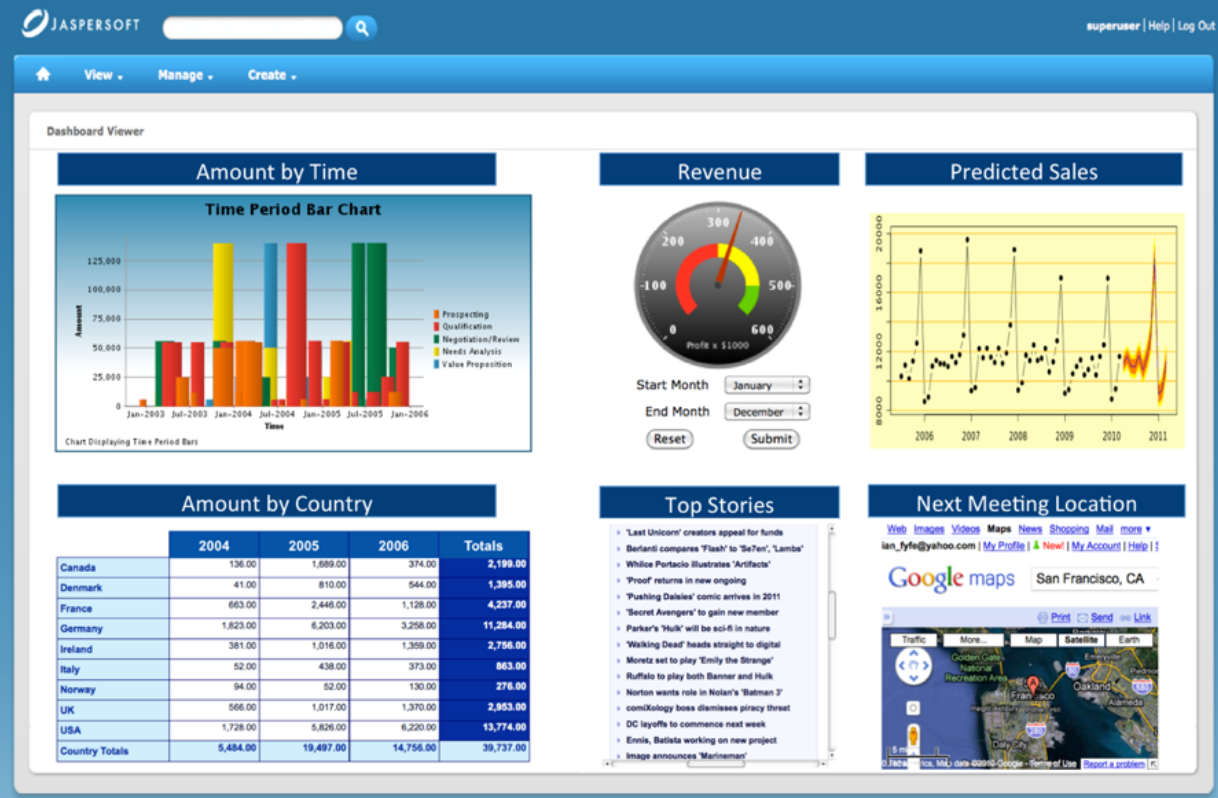 JASPERSOFT
superuser | Help | Log Out
View Manage Create
Dashboard Viewer
Amount by Time
Time Period Bar Chart
125,000
100,000
75,000
50,000
25,000
0
Amount
Jan-2003 Jul-2003 Jan-2004 Jul-2004 Jan-2005 Jul-2005 Jan-2006
Time
Prospecting
Qualification
Negotiation/Review
Needs Analysis
Value Proposition
Chart Displaying Time Period Bars
Revenue
0 100 200 300 400 500 600
Profit x $1000
Start Month January
End Month December
Reset Submit
Predicted Sales
20000
16000
12000
8000
2006 2007 2008 2009 2010 2011
Amount by Country
2004 2005 2006 Totals
Canada 136.00 1,689.00 374.00 2,199.00
Denmark 41.00 810.00 544.00 1,395.00
France 663.00 2,446.00 1,128.00 4,237.00
Germany 1,823.00 6,203.00 3,258.00 11,284.00
Ireland 381.00 1,016.00 1,359.00 2,756.00
Italy 52.00 438.00 373.00 863.00
Norway 94.00 52.00 130.00 276.00
UK 566.00 1,017.00 1,370.00 2,953.00
USA 1,728.00 5,826.00 6,220.00 13,774.00
Country Totals 5,484.00 19,497.00 14,756.00 39,737.00
Top Stories
'Last Unicorn' creators appeal for funds
Berlanti compares 'Flash' to 'Se7en', 'Lambs'
Whilce Portacio illustrates 'Artifacts'
'Proof' returns in new ongoing
'Pushing Daisies' comic arrives in 2011
'Secret Avengers' to gain new member
Parker's 'Hulk' will be sci-fi in nature
'Walking Dead' heads straight to digital
Moretz set to play 'Emily the Strange'
Ruffalo to play both Banner and Hulk
Norton wants role in Nolan's 'Batman 3'
comiXology boss dismisses piracy threat
DC layoffs to commence next week
Ennis, Batista working on new project
Image announces 'Marineman'
Next Meeting Location
Web Images Videos Maps News Shopping Mail more
ian_fyfe@yahoo.com | My Profile | New! | My Account | Help |
Google maps San Francisco, CA
Print Send Link
Traffic More... Map Satellite Earth
Golden Gate
National
Recreation Area
Emeryville
Piedmo
Oakland
A
Fran isco
Alameda
Daly City
5 m
Map data ©2010 Google - Terms of Use Report a problem